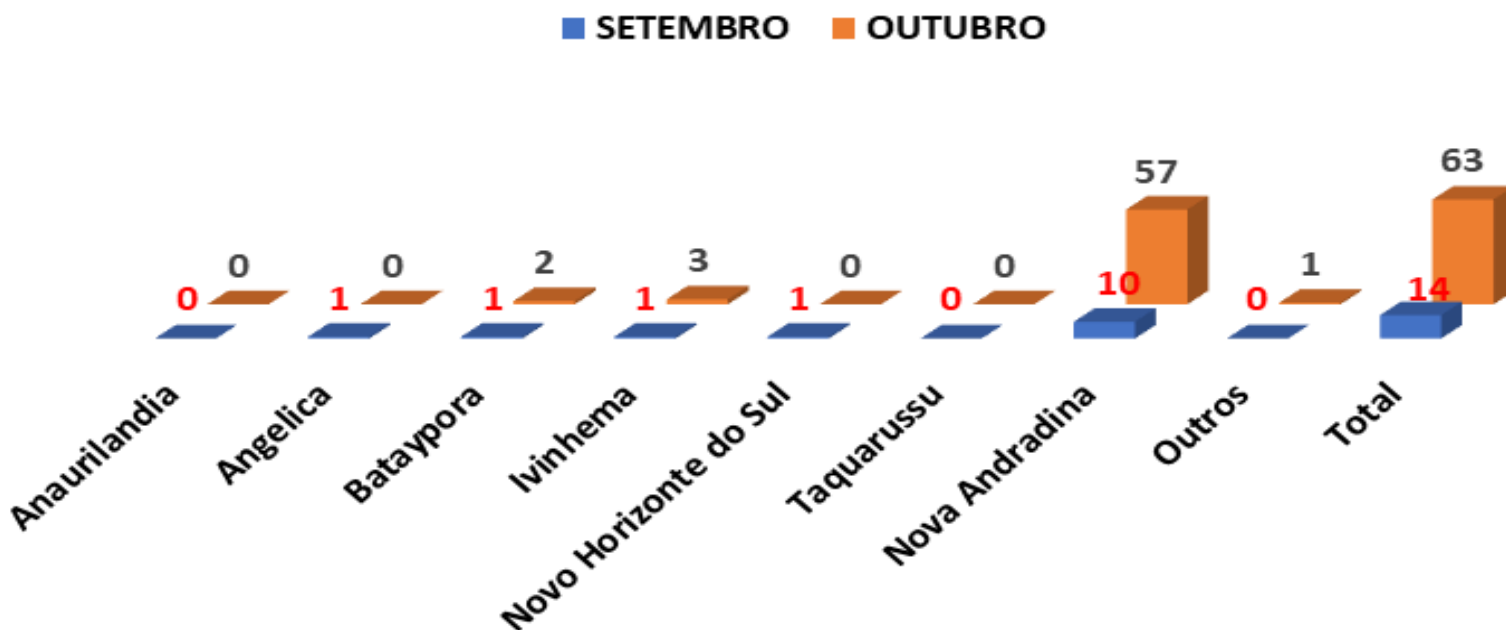 SETEMBRO OUTUBRO
57 63
0 0 2 3 0 0 1
0 1 1 1 1 0 10 0 14
Anaurilandia
Angelica
Bataypora
Ivinhema
Novo Horizonte do Sul
Taquarussu
Nova Andradina
Outros
Total